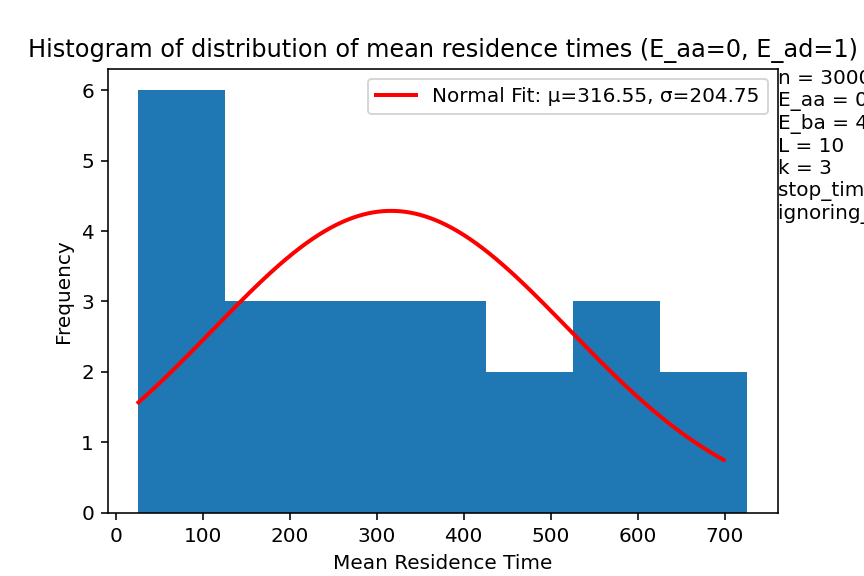 Histogram of distribution of mean residence times (E_aa=0, E_ad=1)
n = 3000
E_aa = 0
E_ba = 4
L = 10
k = 3
stop_tim
ignoring_
Normal Fit: μ=316.55, σ=204.75
6
5
4
3
2
1
0
Frequency
0 100 200 300 400 500 600 700
Mean Residence Time